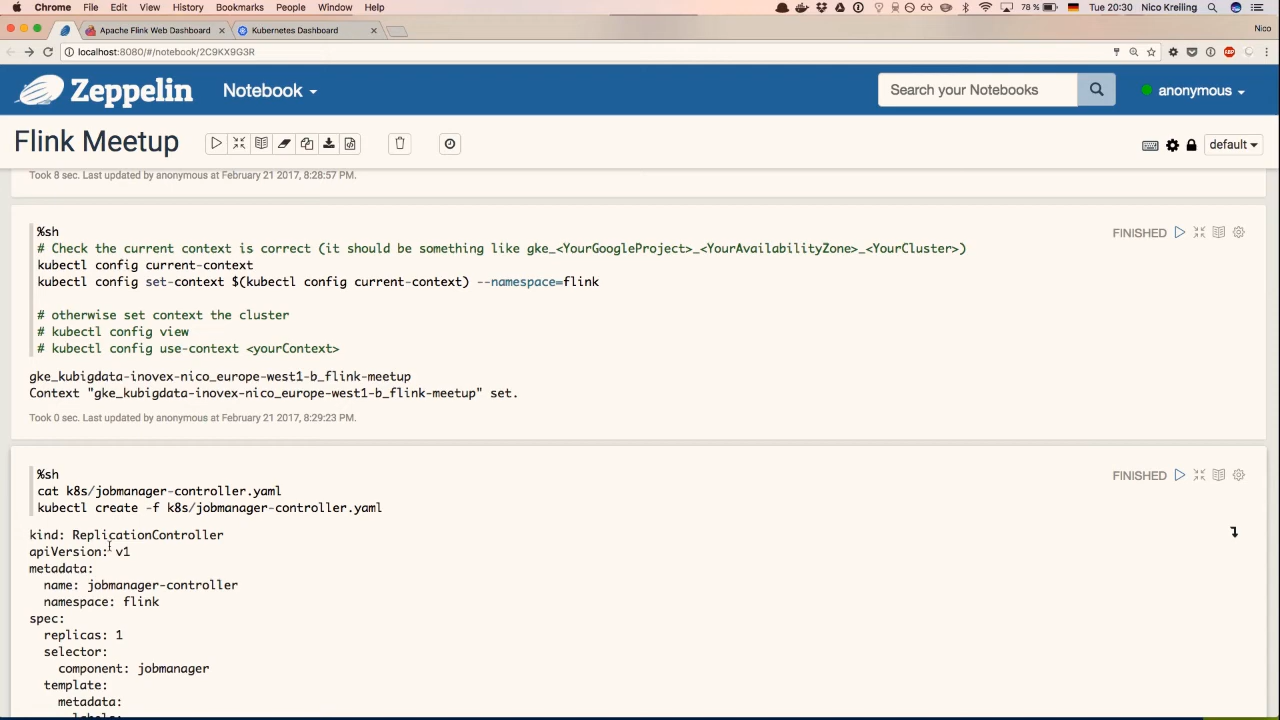 Chrome File Edit View History Bookmarks People Window Help 78 % Tue 20:30 Nico Kreiling
Apache Flink Web Dashboard × Kubernetes Dashboard × Nico
localhost:8080/#/notebook/2C9KX9G3R
Zeppelin Notebook Search your Notebooks anonymous
Flink Meetup default
Took 8 sec. Last updated by anonymous at February 21 2017, 8:28:57 PM.
%sh FINISHED
# Check the current context is correct (it should be something like gke_<YourGoogleProject>_<YourAvailabilityZone>_<YourCluster>)
kubectl config current-context
kubectl config set-context $(kubectl config current-context) --namespace=flink
# otherwise set context the cluster
# kubectl config view
# kubectl config use-context <yourContext>
gke_kubigdata-inovex-nico_europe-west1-b_flink-meetup
Context "gke_kubigdata-inovex-nico_europe-west1-b_flink-meetup" set.
Took 0 sec. Last updated by anonymous at February 21 2017, 8:29:23 PM.
%sh FINISHED
cat k8s/jobmanager-controller.yaml
kubectl create -f k8s/jobmanager-controller.yaml
kind: ReplicationController
apiVersion: v1
metadata:
name: jobmanager-controller
namespace: flink
spec:
replicas: 1
selector:
component: jobmanager
template:
metadata:
labels: